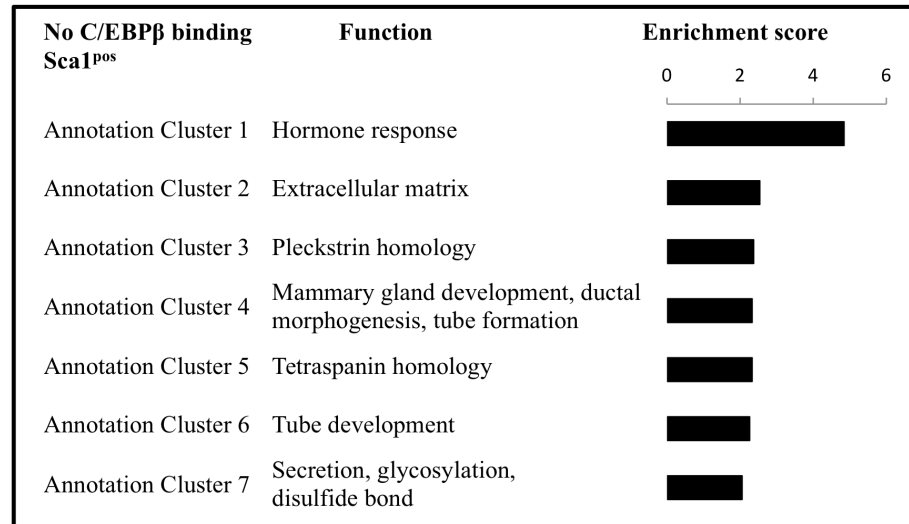 No C/EBPβ binding Function Enrichment score
Sca1pos
0 2 4 6
Annotation Cluster 1 Hormone response
Annotation Cluster 2 Extracellular matrix
Annotation Cluster 3 Pleckstrin homology
Annotation Cluster 4 Mammary gland development, ductal
morphogenesis, tube formation
Annotation Cluster 5 Tetraspanin homology
Annotation Cluster 6 Tube development
Annotation Cluster 7 Secretion, glycosylation,
disulfide bond